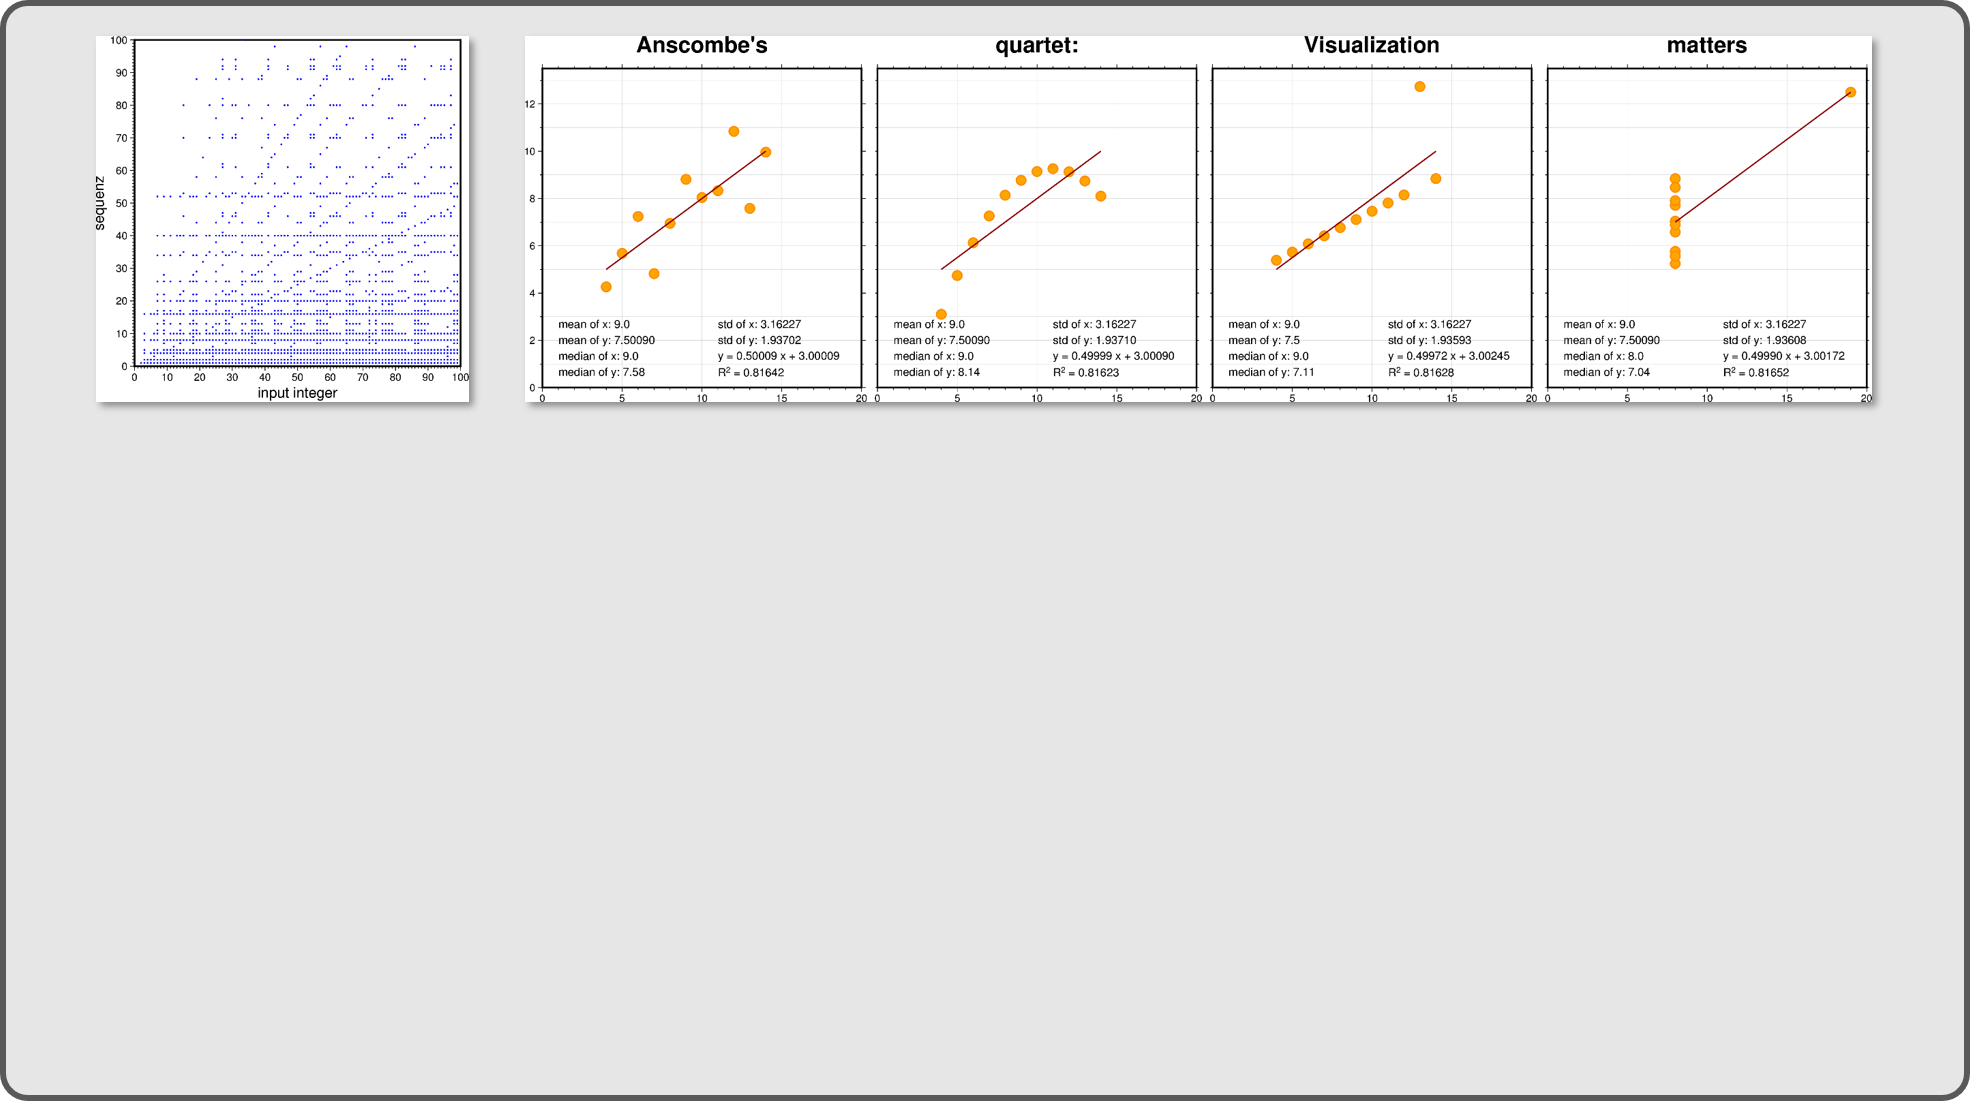 Anscombe's quartet: Visualization matters
100
90
80
70
60
50
40
30
20
10
0
sequenz
0 10 20 30 40 50 60 70 80 90 100
input integer
12
10
8
6
4
2
0
mean of x: 9.0 std of x: 3.16227
mean of y: 7.50090 std of y: 1.93702
median of x: 9.0 y = 0.50009 x + 3.00009
median of y: 7.58 R² = 0.81642
0 5 10 15 20
mean of x: 9.0 std of x: 3.16227
mean of y: 7.50090 std of y: 1.93710
median of x: 9.0 y = 0.49999 x + 3.00090
median of y: 8.14 R² = 0.81623
0 5 10 15 20
mean of x: 9.0 std of x: 3.16227
mean of y: 7.5 std of y: 1.93593
median of x: 9.0 y = 0.49972 x + 3.00245
median of y: 7.11 R² = 0.81628
0 5 10 15 20
mean of x: 9.0 std of x: 3.16227
mean of y: 7.50090 std of y: 1.93608
median of x: 8.0 y = 0.49990 x + 3.00172
median of y: 7.04 R² = 0.81652
0 5 10 15 20